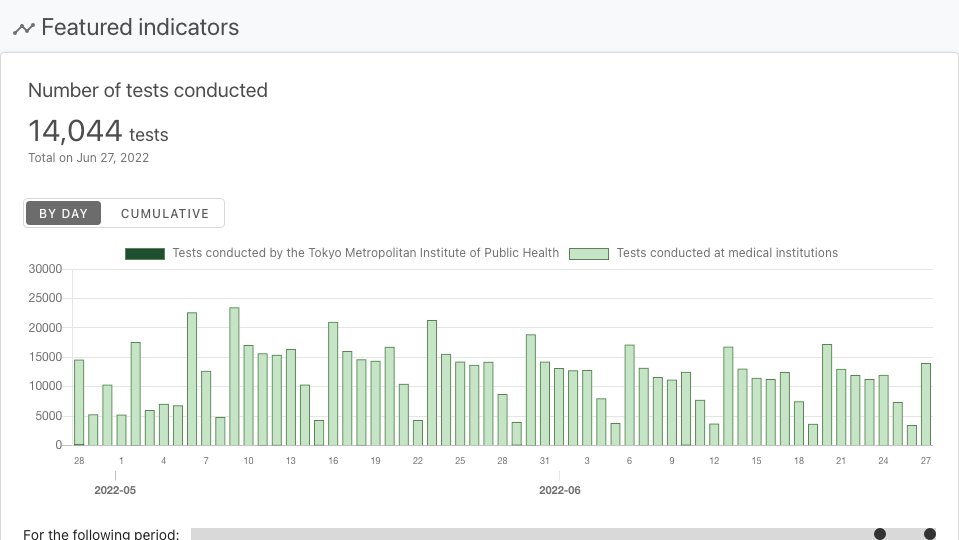 Featured indicators
Number of tests conducted
14,044 tests
Total on Jun 27, 2022
BY DAY CUMULATIVE
Tests conducted by the Tokyo Metropolitan Institute of Public Health Tests conducted at medical institutions
30000
25000
20000
15000
10000
5000
0
28 1 4 7 10 13 16 19 22 25 28 31 3 6 9 12 15 18 21 24 27
2022-05 2022-06
For the following period: